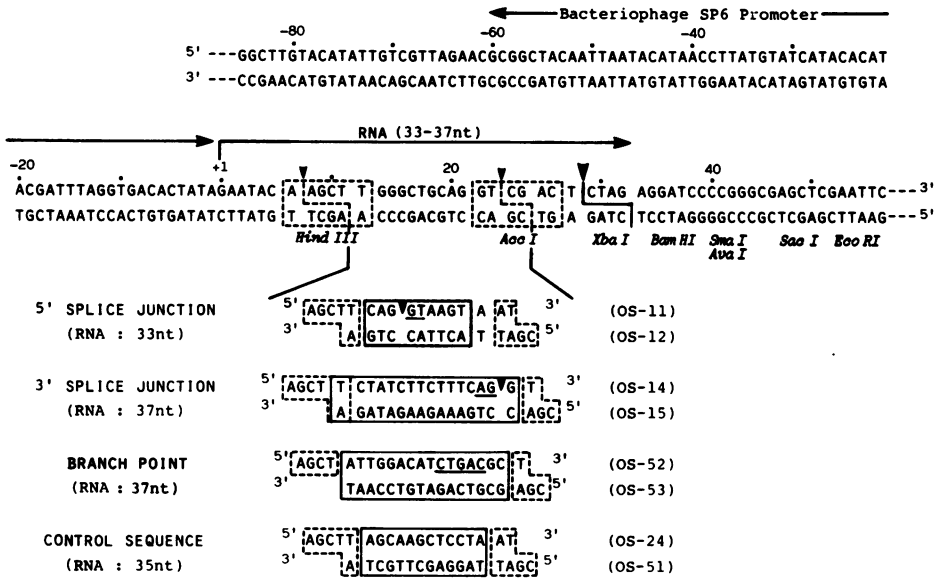 Bacteriophage SP6 Promoter
-80 -60 -40
5' ---GGCTTGTACATATTGTCGTTAGAACGCGGCTACAATTAATACATAACCTTATGTATCATACACAT
3' ---CCGAACATGTATAACAGCAATCTTGCGCCGATGTTAATTATGTATTGGAATACATAGTATGTGTA
RNA (33-37nt)
-20 +1 20 40
ACGATTTAGGTGACACTATAGAATAC A AGCT T GGGCTGCAG GT CG AC T CTAG AGGATCCCCGGGCGAGCTCGAATTC---3'
TGCTAAATCCACTGTGATATCTTATG T TCGA A CCCGACGTC CA GC TG A GATC TCCTAGGGGCCCGCTCGAGCTTAAG---5'
Hind III Acc I Xba I Bam HI Sma I Sac I Eco RI
Ava I
5' SPLICE JUNCTION 5' AGCTT CAG GTAAGT A AT 3' (OS-11)
(RNA : 33nt) 3' A GTC CATTCA T TAGC 5' (OS-12)
3' SPLICE JUNCTION 5' AGCT T CTATCTTCTTTCAG G T 3' (OS-14)
(RNA : 37nt) 3' A GATAGAAGAAAGTC C AGC 5' (OS-15)
BRANCH POINT 5' AGCT ATTGGACATCTGACGC T 3' (OS-52)
(RNA : 37nt) 3' TAACCTGTAGACTGCG AGC 5' (OS-53)
CONTROL SEQUENCE 5' AGCTT AGCAAGCTCCTA AT 3' (OS-24)
(RNA : 35nt) 3' A TCGTTCGAGGAT TAGC 5' (OS-51)